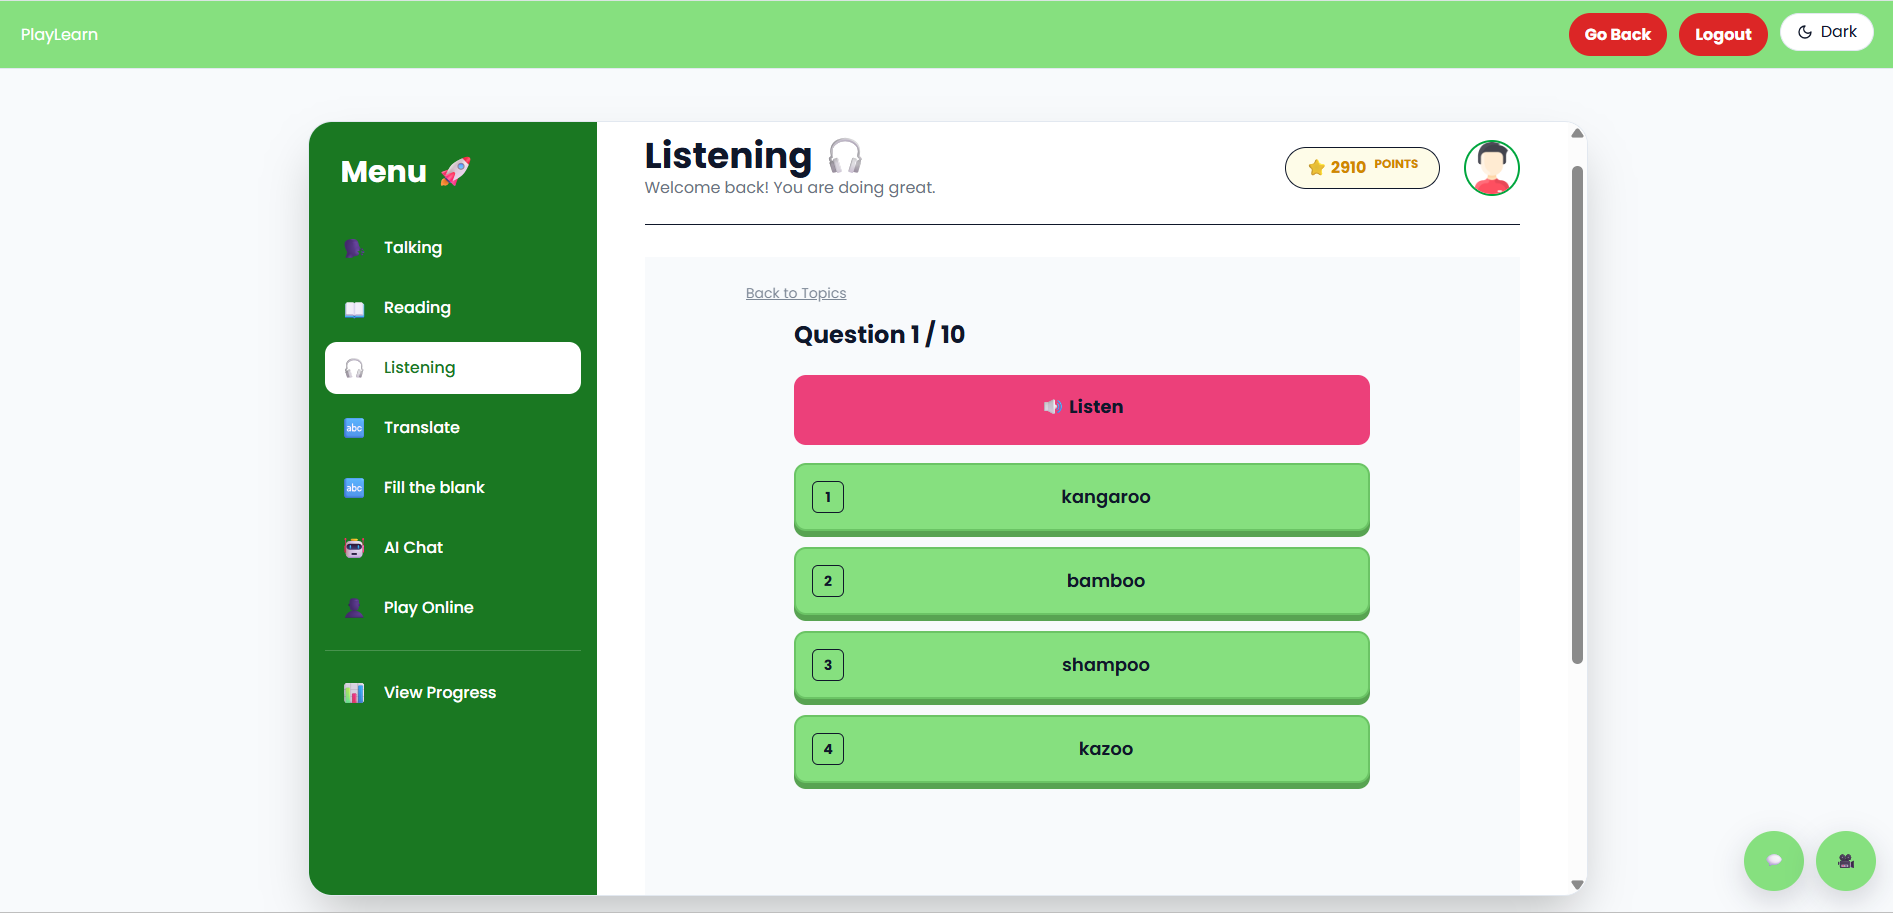 PlayLearn
Go Back
Logout
Dark
Menu
Talking
Reading
Listening
abc Translate
abc Fill the blank
AI Chat
Play Online
View Progress
Listening
Welcome back! You are doing great.
2910 POINTS
Back to Topics
Question 1 / 10
Listen
1 kangaroo
2 bamboo
3 shampoo
4 kazoo